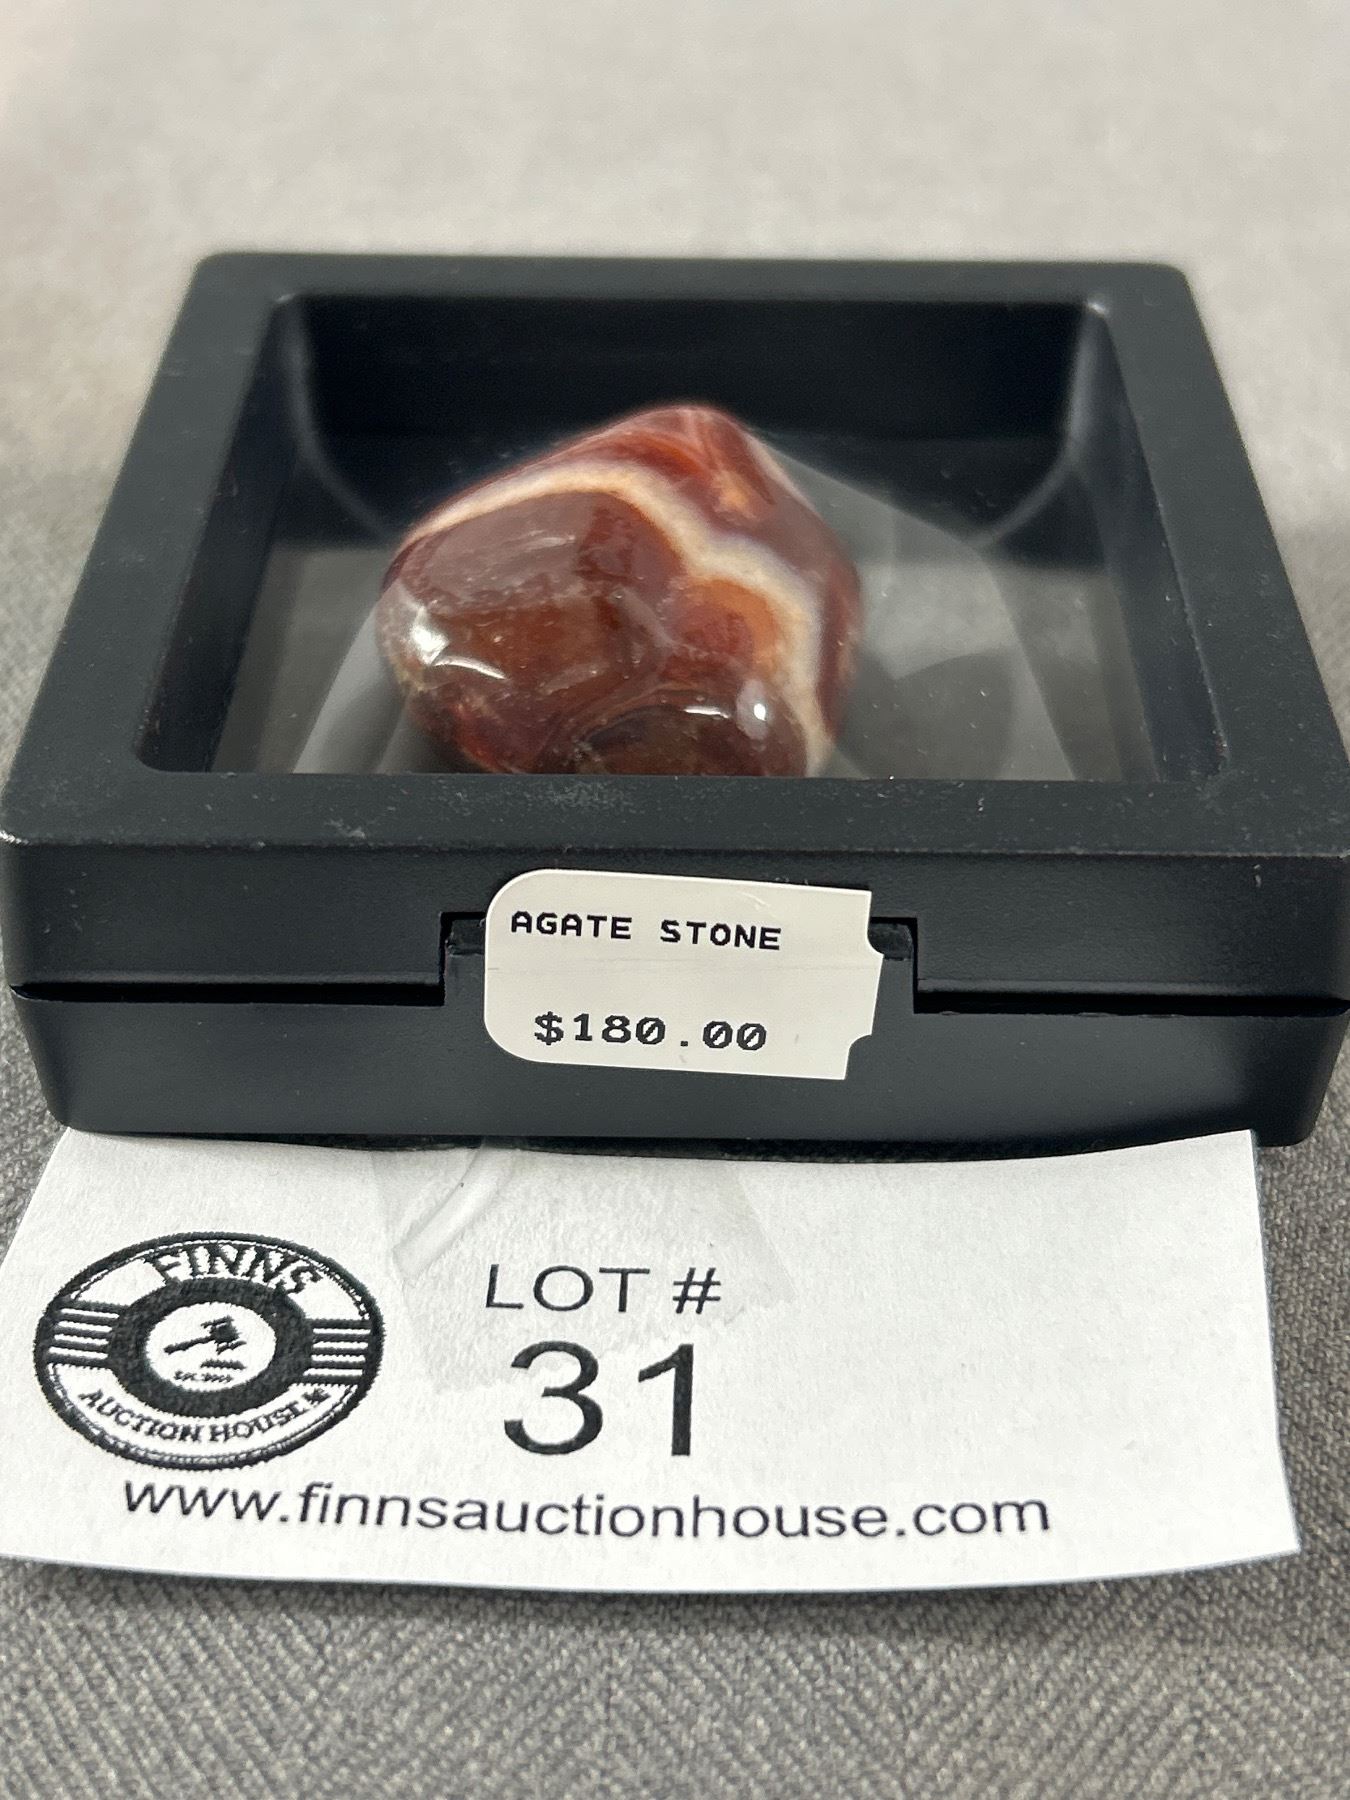 AGATE STONE
$180.00
FINNS
AUCTION HOUSE
LOT #
31
www.finnsauctionhouse.com